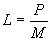 L = P/M